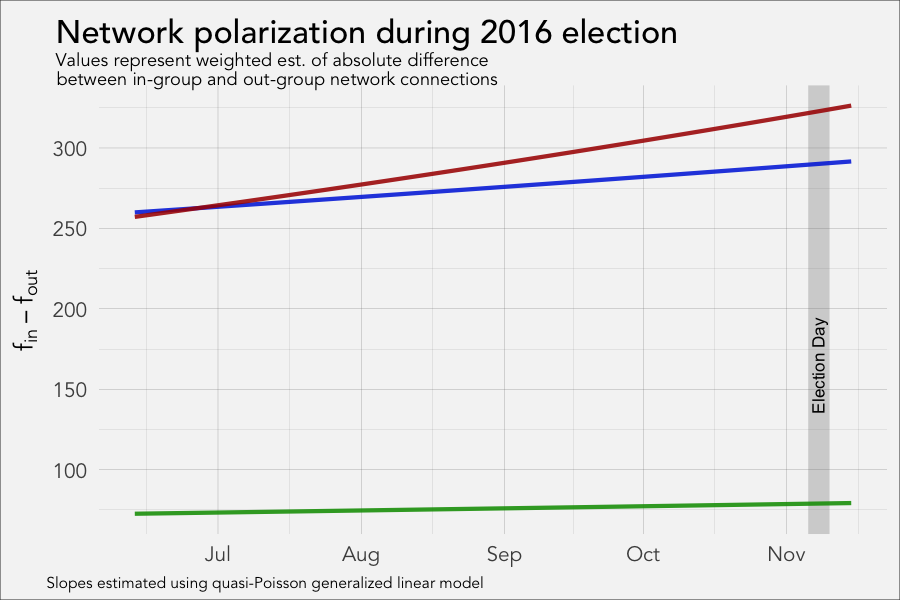 Network polarization during 2016 election
Values represent weighted est. of absolute difference
between in-group and out-group network connections
300
250
200
150
100
fin – fout
Election Day
Jul Aug Sep Oct Nov
Slopes estimated using quasi-Poisson generalized linear model